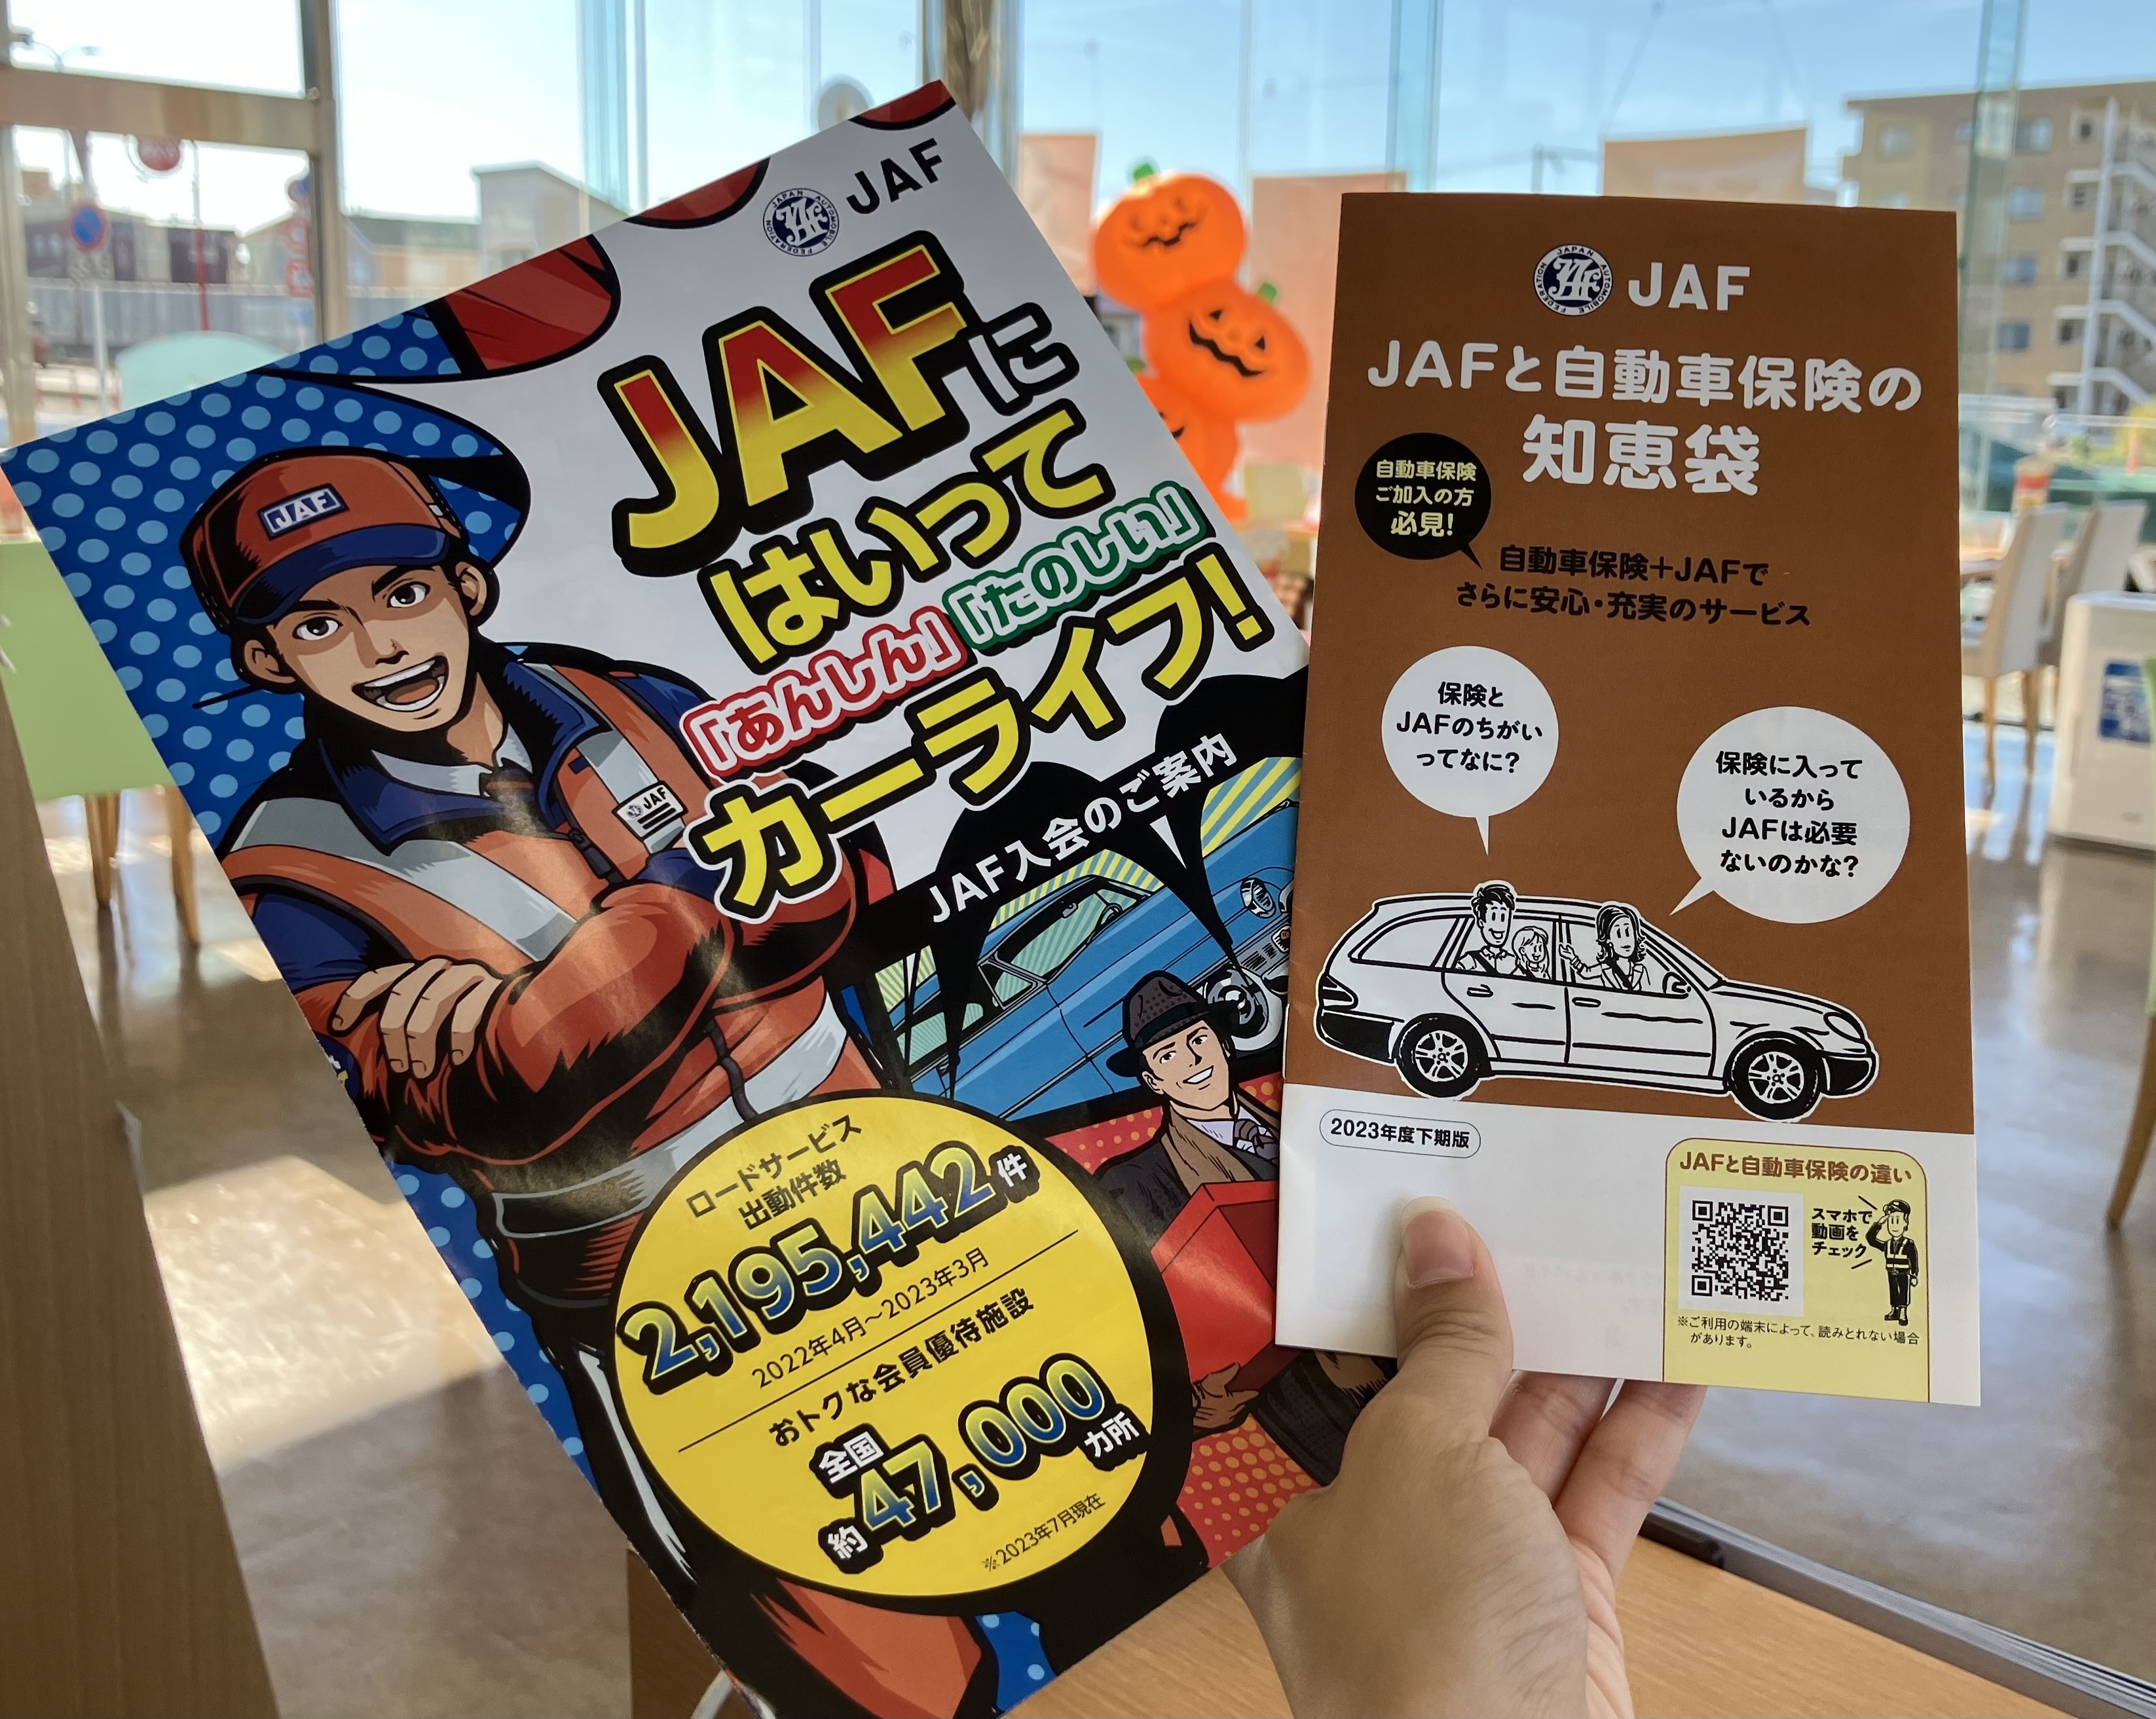 JAPAN AUTOMOBILE FEDERATION
JAF
JAFに
はいって
「あんしん」「たのしい」
カーライフ!
JAF入会のご案内
JAF
JAF
ロードサービス
出動件数
2,195,442件
2022年4月～2023年3月
おトクな会員優待施設
全国
約47,000カ所
※2023年7月現在
JAPAN AUTOMOBILE FEDERATION
JAF
JAFと自動車保険の
知恵袋
自動車保険
ご加入の方
必見!
自動車保険+JAFで
さらに安心・充実のサービス
保険と
JAFのちがい
ってなに?
保険に入って
いるから
JAFは必要
ないのかな?
2023年度下期版
JAFと自動車保険の違い
スマホで
動画を
チェック
※ご利用の端末によって、読みとれない場合
があります。